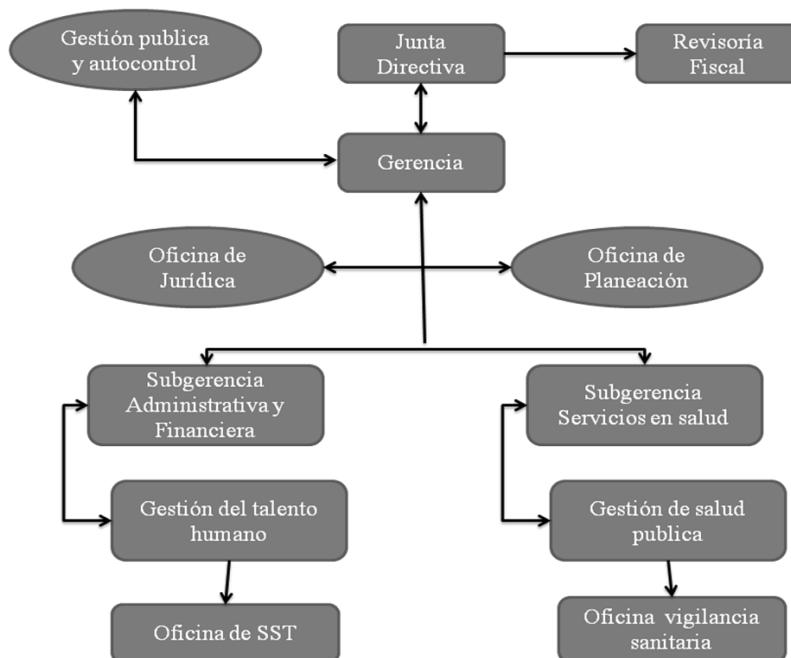 Gestión publica
y autocontrol
Junta
Directiva
Revisoría
Fiscal
Gerencia
Oficina de
Jurídica
Oficina de
Planeación
Subgerencia
Administrativa y
Financiera
Subgerencia
Servicios en salud
Gestión del talento
humano
Gestión de salud
publica
Oficina de SST
Oficina vigilancia
sanitaria